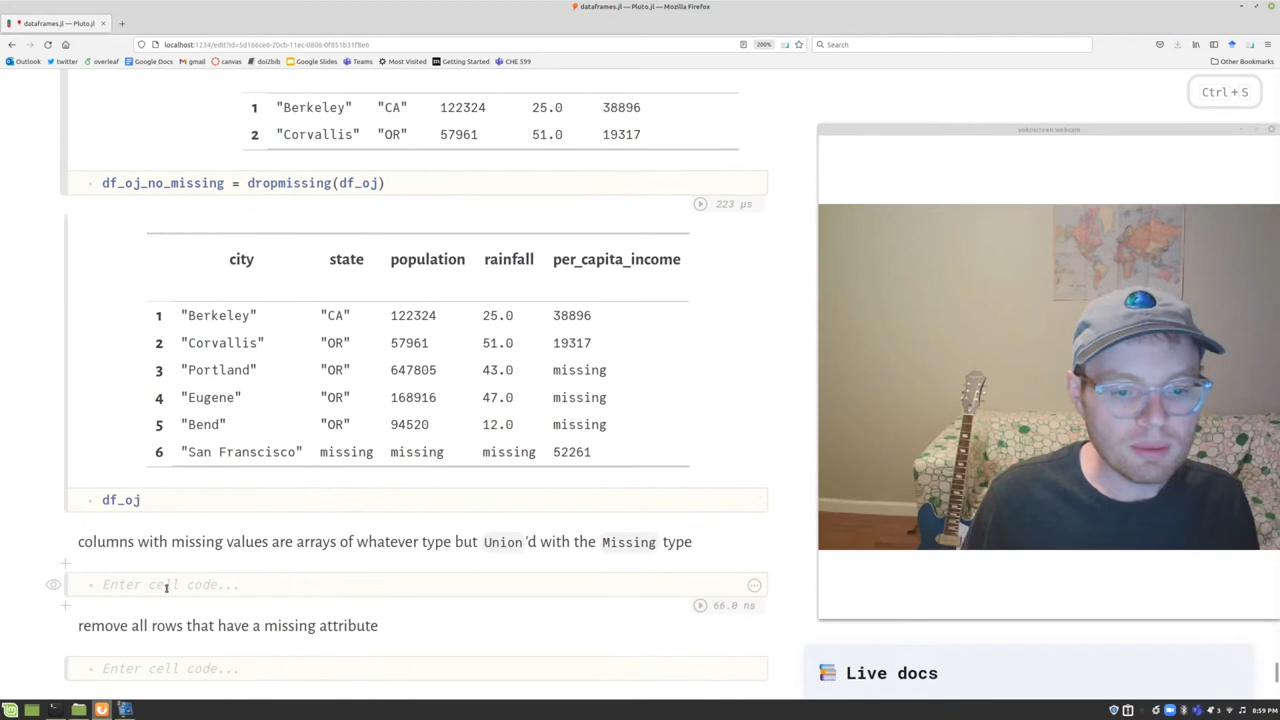 dataframes.jl — Pluto.jl — Mozilla Firefox
dataframes.jl — Pluto.jl
localhost:1234/edit?id=5d166ce6-20cb-11ec-0806-0f851b31f8e6
200%
Search
Outlook twitter overleaf Google Docs gmail canvas doi2bib Google Slides Teams Most Visited Getting Started CHE 599 Other Bookmarks
Ctrl + S
vokoscreen webcam
1 "Berkeley" "CA" 122324 25.0 38896
2 "Corvallis" "OR" 57961 51.0 19317
df_oj_no_missing = dropmissing(df_oj)
223 μs
city state population rainfall per_capita_income
1 "Berkeley" "CA" 122324 25.0 38896
2 "Corvallis" "OR" 57961 51.0 19317
3 "Portland" "OR" 647805 43.0 missing
4 "Eugene" "OR" 168916 47.0 missing
5 "Bend" "OR" 94520 12.0 missing
6 "San Franscisco" missing missing missing 52261
df_oj
columns with missing values are arrays of whatever type but Union'd with the Missing type
Enter cell code...
66.0 ns
remove all rows that have a missing attribute
Enter cell code...
Live docs
8:59 PM